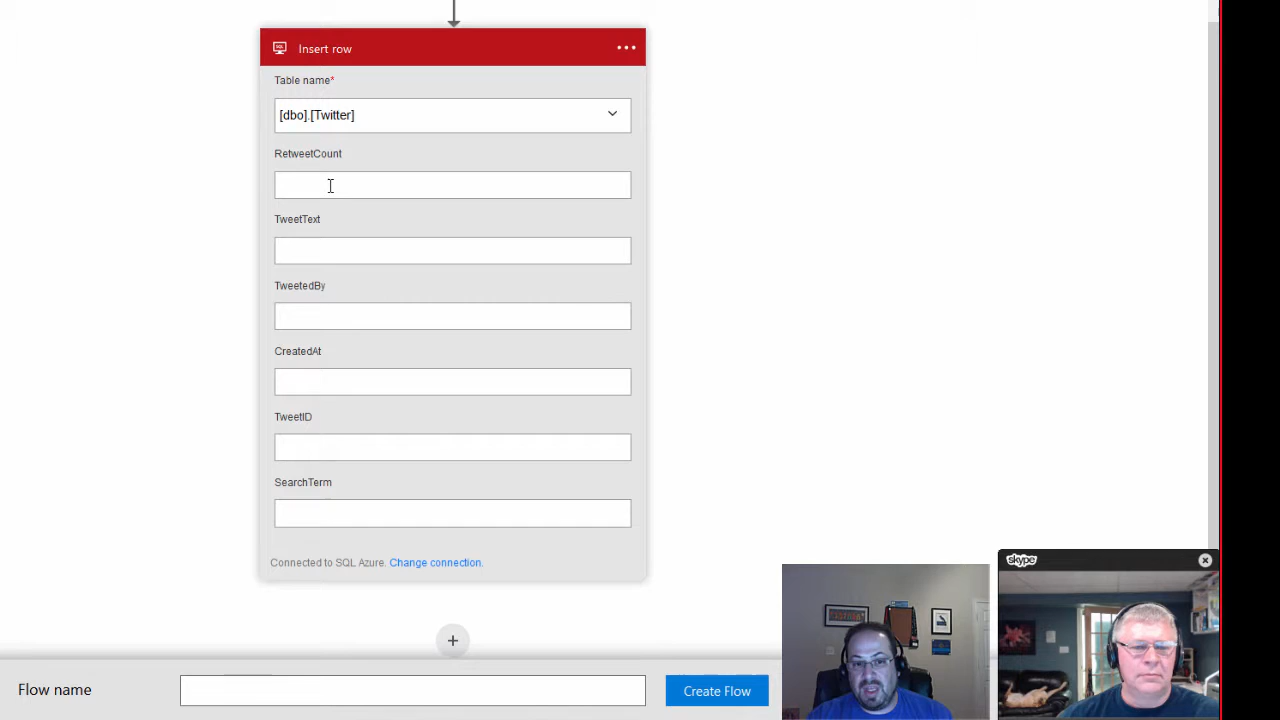 Insert row
Table name*
[dbo].[Twitter]
RetweetCount
TweetText
TweetedBy
CreatedAt
TweetID
SearchTerm
Connected to SQL Azure. Change connection.
Flow name
Create Flow
skype